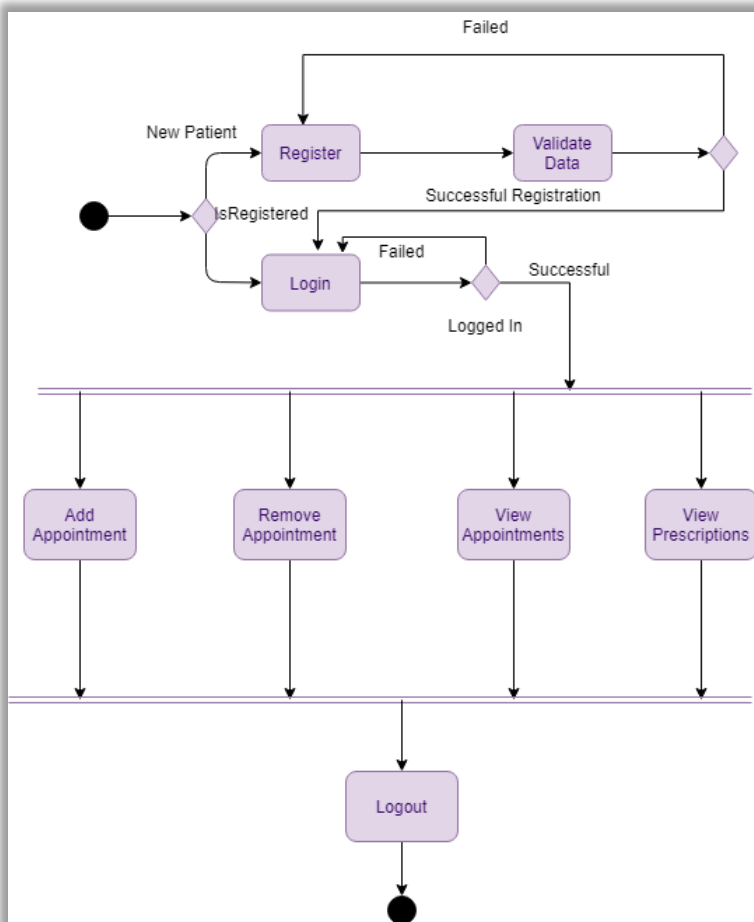 Failed
New Patient
Register
Validate
Data
Successful Registration
IsRegistered
Failed
Login
Successful
Logged In
Add
Appointment
Remove
Appointment
View
Appointments
View
Prescriptions
Logout